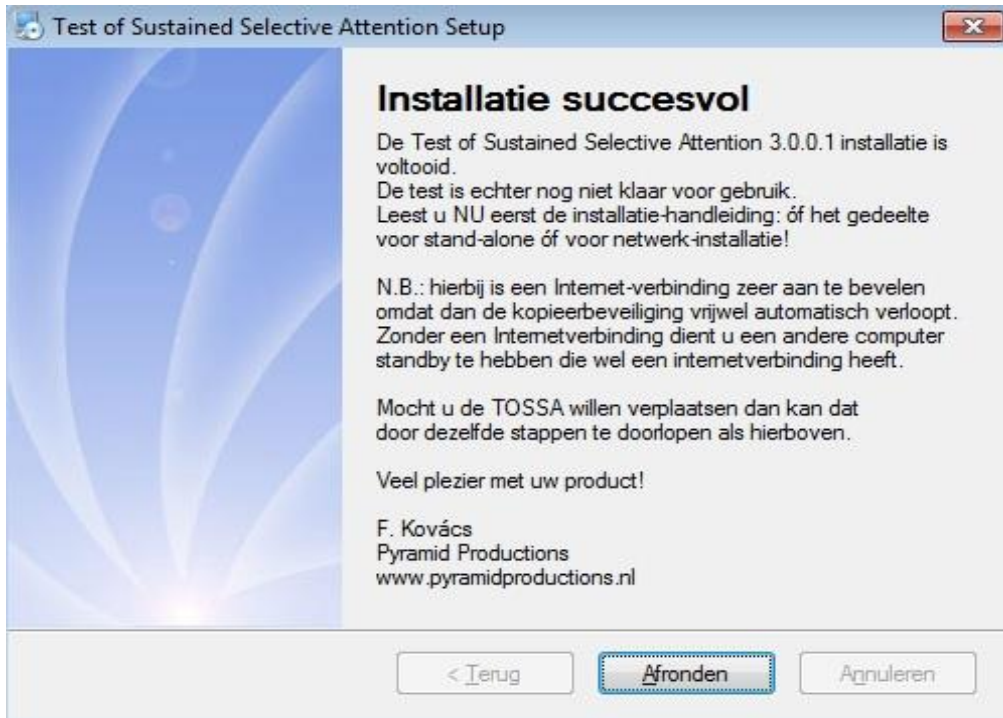 Test of Sustained Selective Attention Setup
Installatie succesvol
De Test of Sustained Selective Attention 3.0.0.1 installatie is
voltooid.
De test is echter nog niet klaar voor gebruik.
Leest u NU eerst de installatie-handleiding: óf het gedeelte
voor stand-alone óf voor netwerk-installatie!
N.B.: hierbij is een Internet-verbinding zeer aan te bevelen
omdat dan de kopieerbeveiliging vrijwel automatisch verloopt.
Zonder een Internetverbinding dient u een andere computer
standby te hebben die wel een internetverbinding heeft.
Mocht u de TOSSA willen verplaatsen dan kan dat
door dezelfde stappen te doorlopen als hierboven.
Veel plezier met uw product!
F. Kovács
Pyramid Productions
www.pyramidproductions.nl
< Terug
Afronden
Annuleren